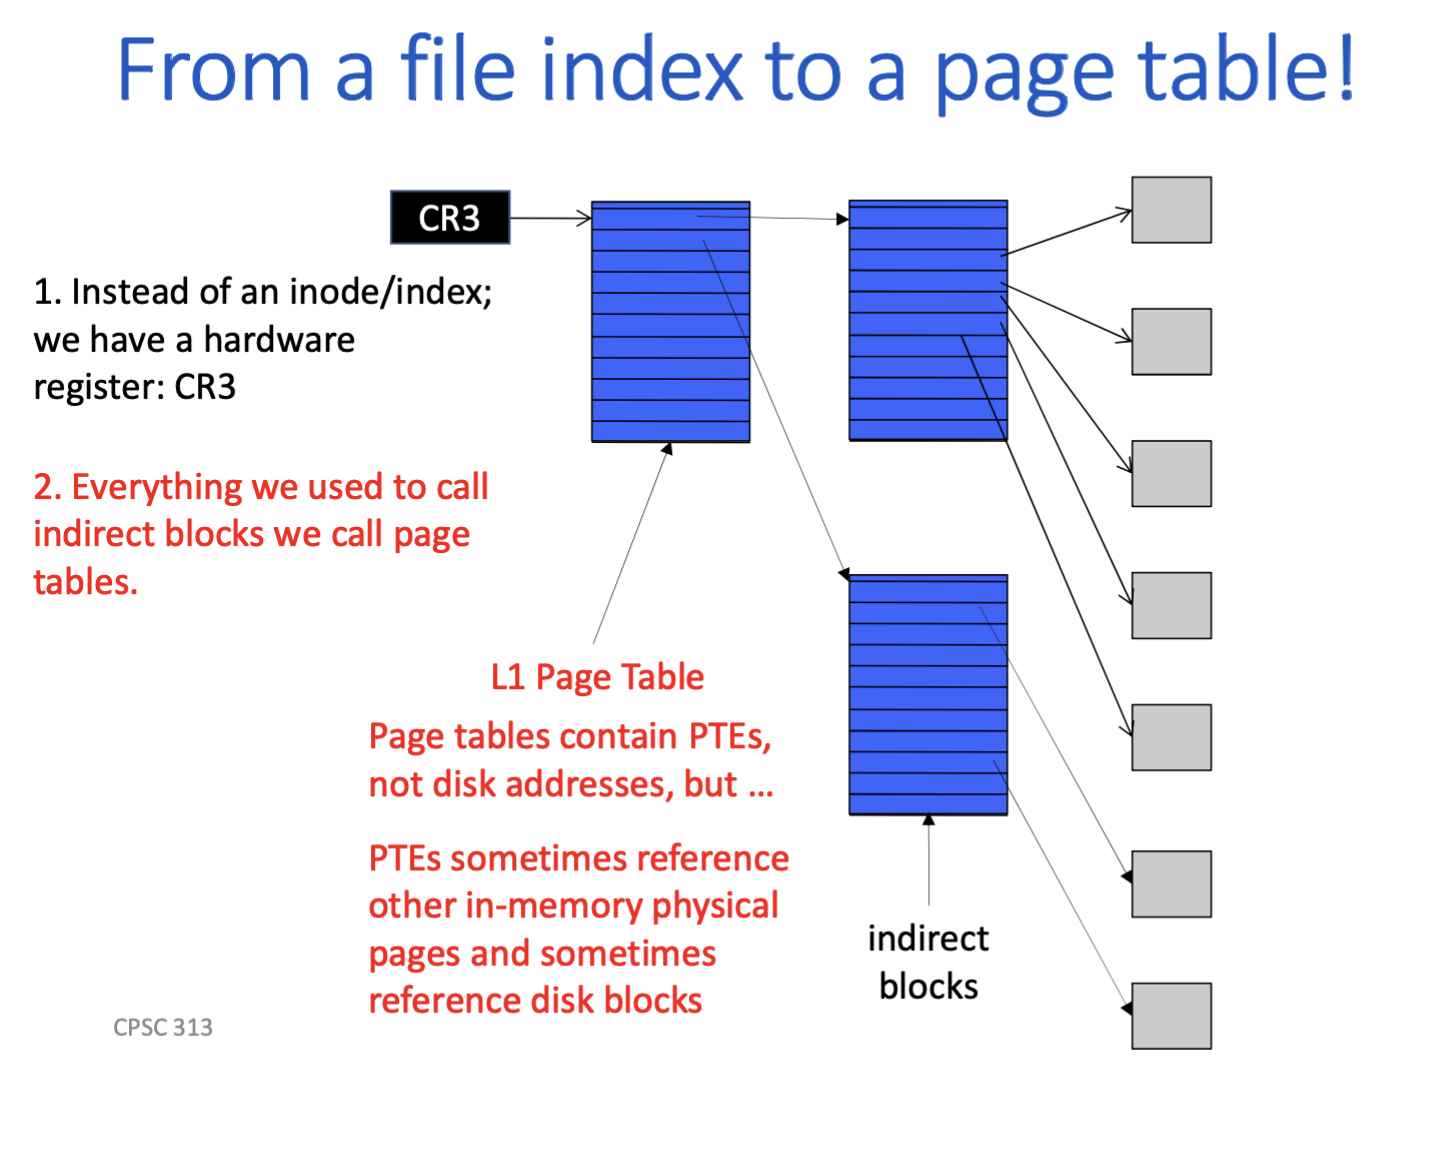 From a file index to a page table!
CR3
1. Instead of an inode/index;
we have a hardware
register: CR3
2. Everything we used to call
indirect blocks we call page
tables.
L1 Page Table
Page tables contain PTEs,
not disk addresses, but ...
PTEs sometimes reference
other in-memory physical
pages and sometimes
reference disk blocks
indirect
blocks
CPSC 313